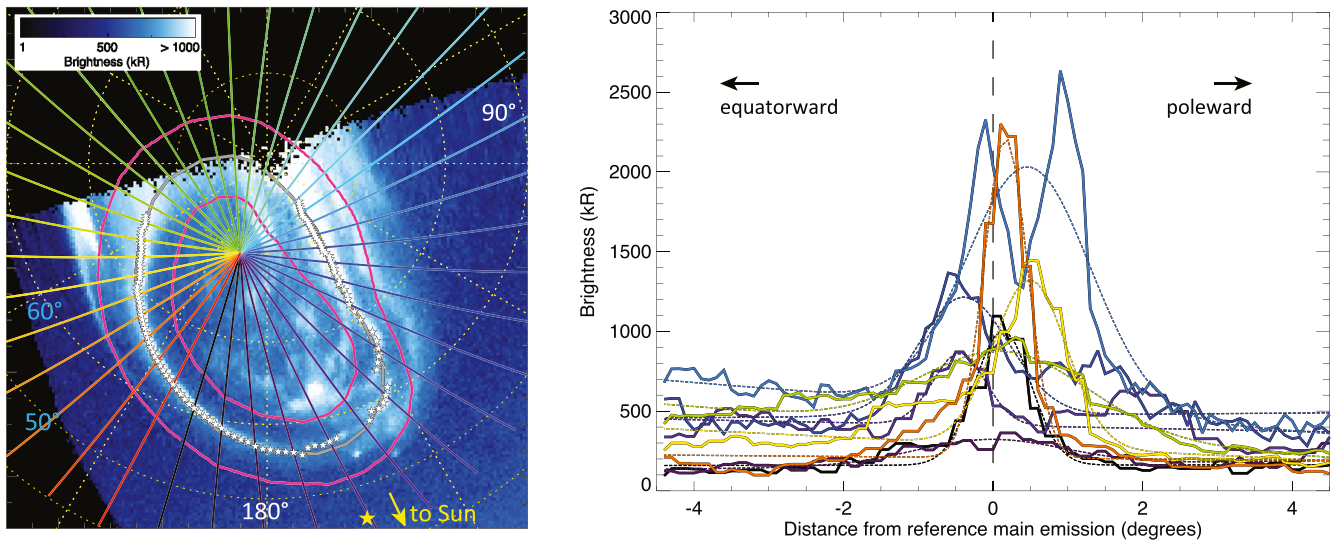 1 500 > 1000
Brightness (kR)
90°
60°
50°
180°
to Sun
3000
2500
2000
1500
1000
500
0
Brightness (kR)
equatorward
poleward
-4 -2 0 2 4
Distance from reference main emission (degrees)